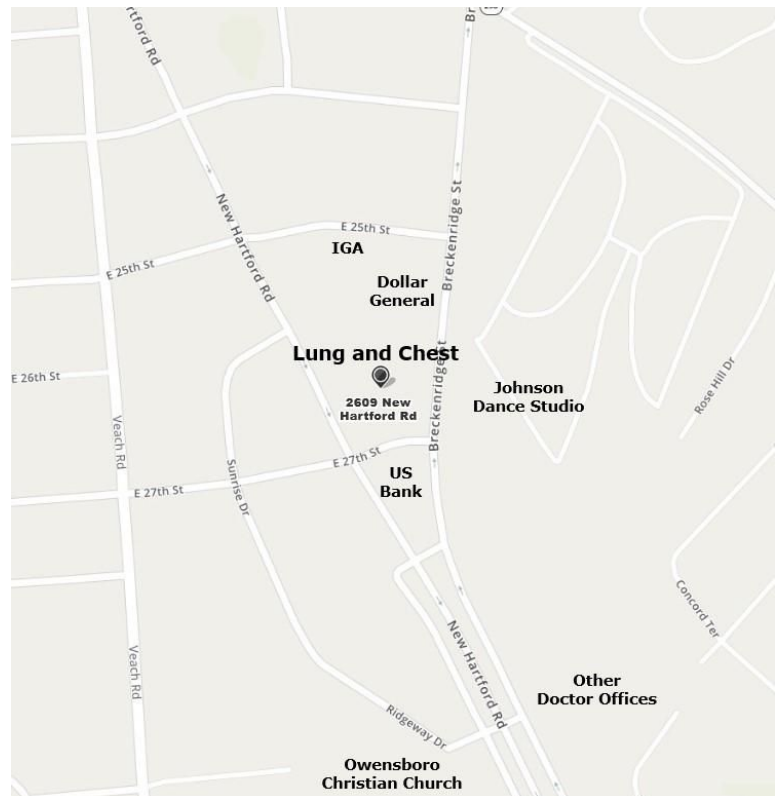 rtford Rd
Br
E 25th St
IGA
E 25th St
New Hartford Rd
Breckenridge St
Dollar
General
Lung and Chest
2609 New
Hartford Rd
E 26th St
Breckenridge St
Johnson
Dance Studio
Rose Hill Dr
Veach Rd
E 27th St
US
Bank
E 27th St
Sunrise Dr
Concord Ter
New Hartford Rd
Veach Rd
Other
Doctor Offices
Ridgeway Dr
Owensboro
Christian Church